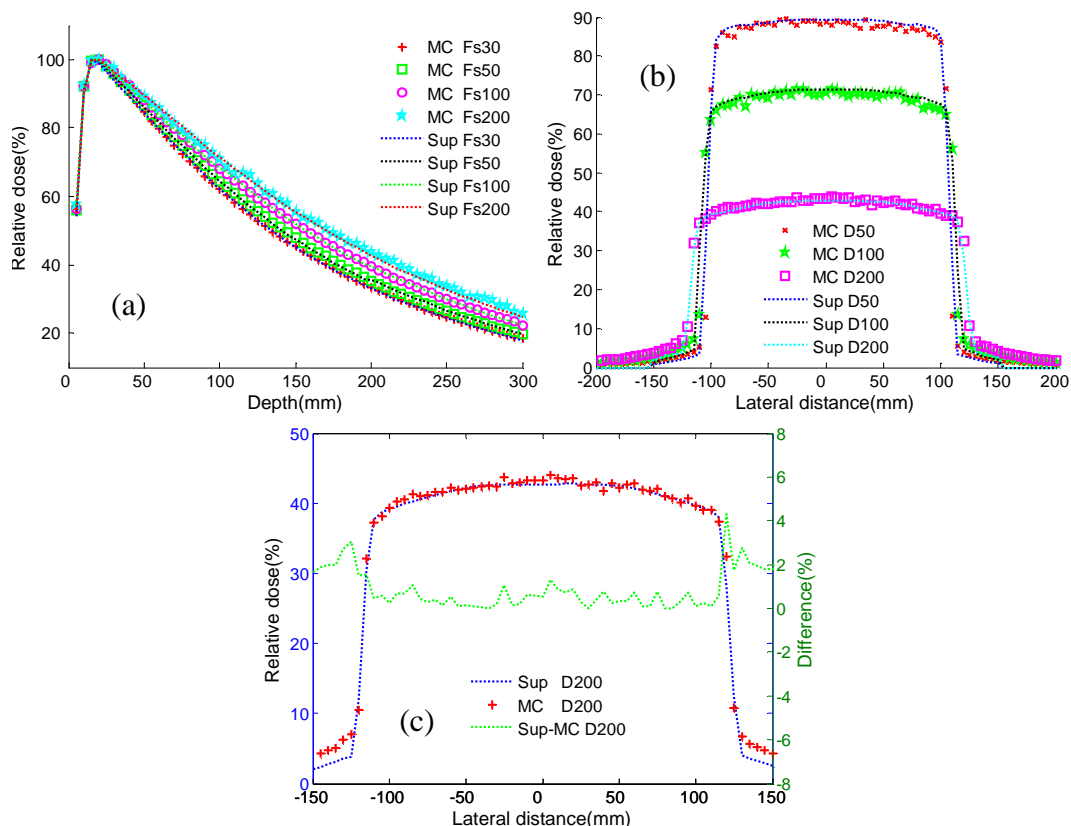 100
80
60
40
20
0
50
100
150
200
250
300
Relative dose(%)
Depth(mm)
(a)
MC Fs30
MC Fs50
MC Fs100
MC Fs200
Sup Fs30
Sup Fs50
Sup Fs100
Sup Fs200
90
80
70
60
50
40
30
20
10
0
-200
-100
0
100
200
Relative dose(%)
Lateral distance(mm)
(b)
MC D50
MC D100
MC D200
Sup D50
Sup D100
Sup D200
50
40
30
20
10
0
-150
-100
-50
0
50
100
150
Relative dose(%)
Lateral distance(mm)
8
6
4
2
0
-2
-4
-6
-8
Difference(%)
Sup D200
MC D200
Sup-MC D200
(c)